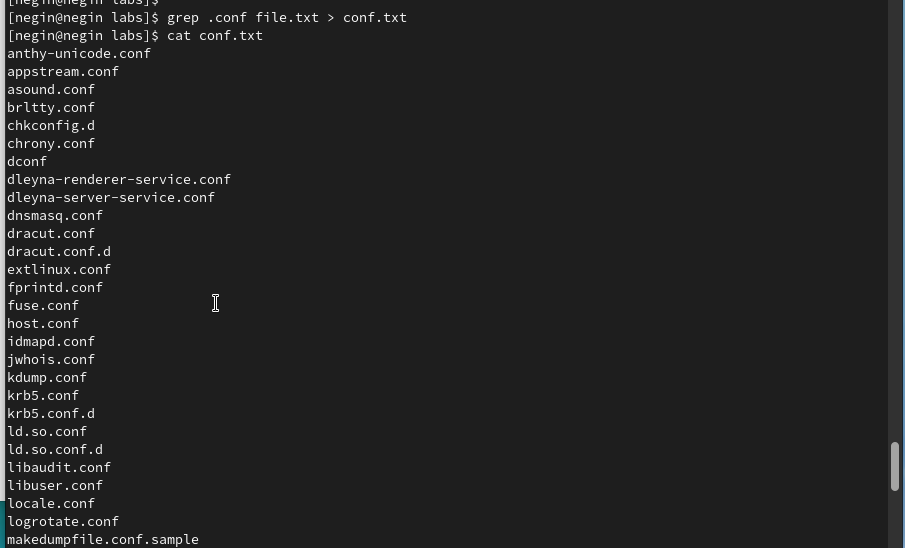 [negin@negin labs]$
[negin@negin labs]$ grep .conf file.txt > conf.txt
[negin@negin labs]$ cat conf.txt
anthy-unicode.conf
appstream.conf
asound.conf
brltty.conf
chkconfig.d
chrony.conf
dconf
dleyna-renderer-service.conf
dleyna-server-service.conf
dnsmasq.conf
dracut.conf
dracut.conf.d
extlinux.conf
fprintd.conf
fuse.conf
host.conf
idmapd.conf
jwhois.conf
kdump.conf
krb5.conf
krb5.conf.d
ld.so.conf
ld.so.conf.d
libaudit.conf
libuser.conf
locale.conf
logrotate.conf
makedumpfile.conf.sample